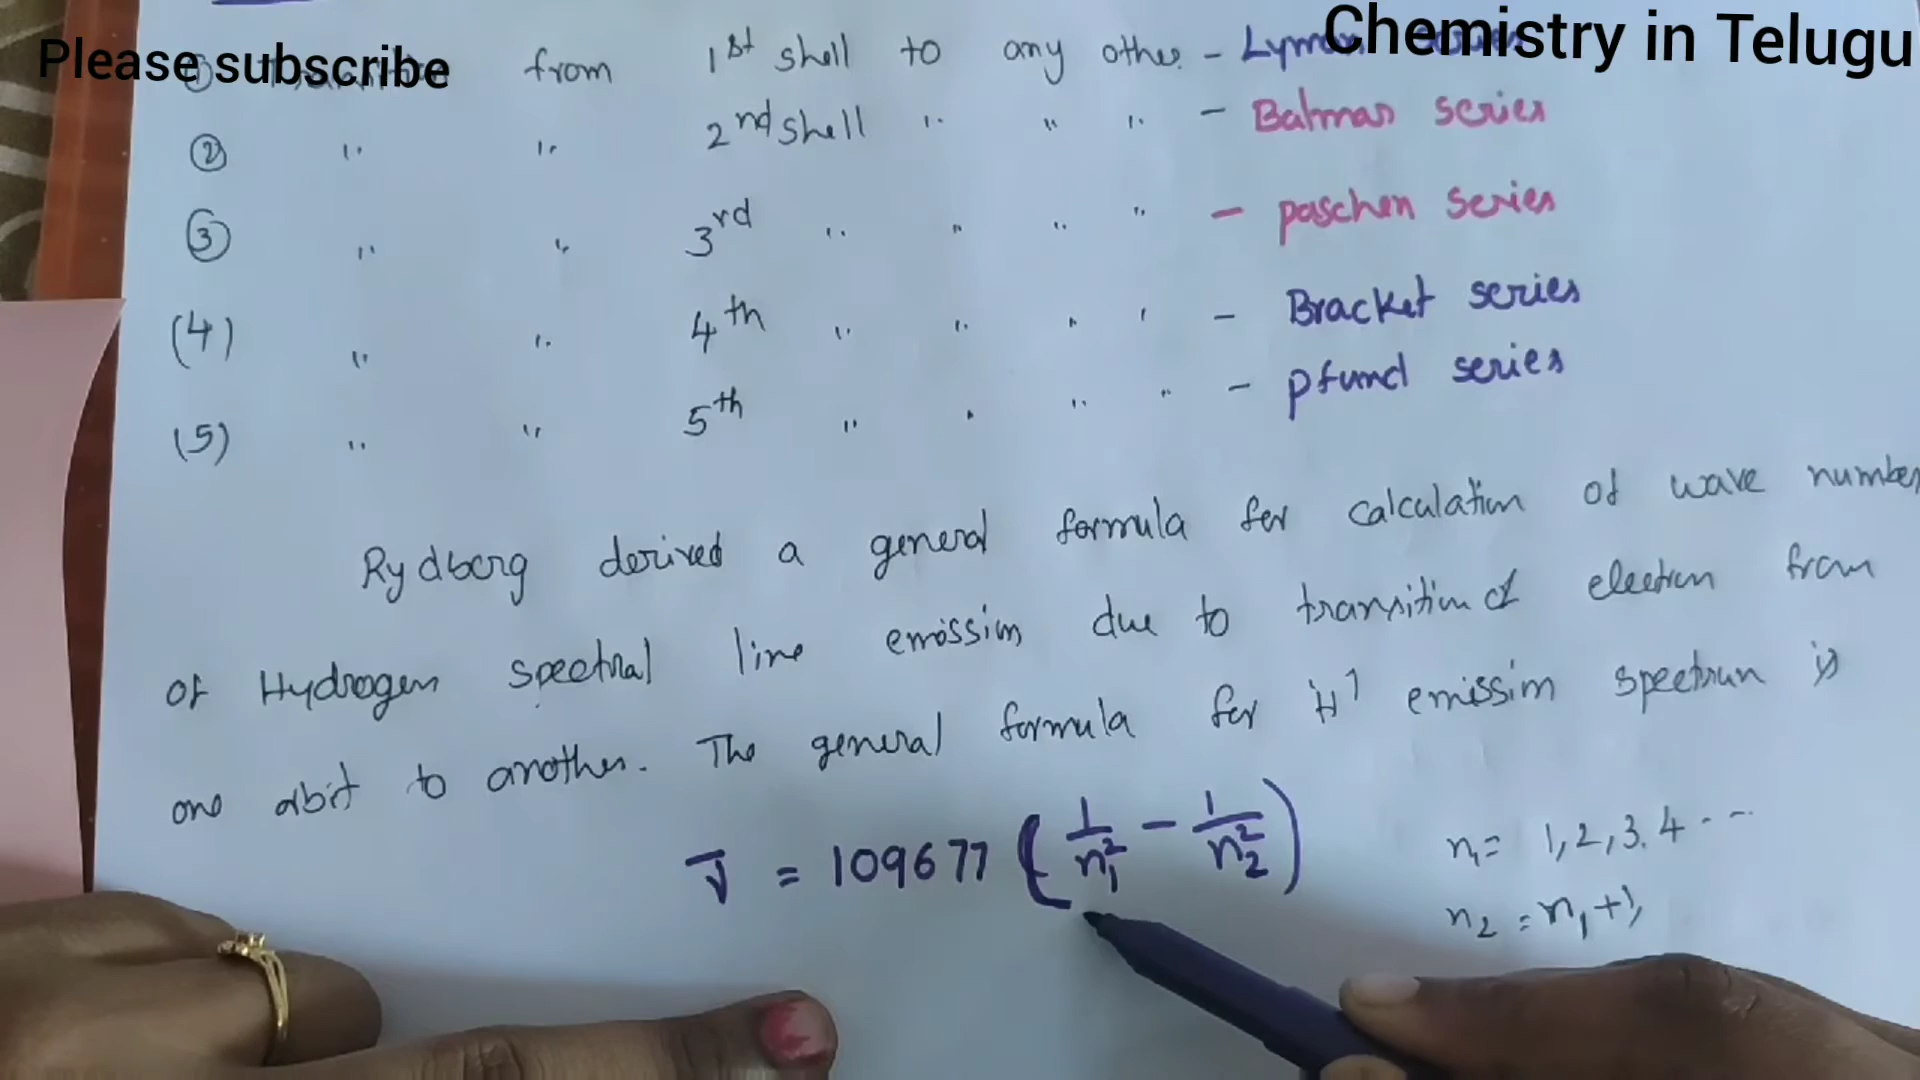 Please subscribe
Chemistry in Telugu
① from 1st shell to any other - Lyman
② " " 2nd shell " " " - Balmar series
③ " " 3rd " " " " - paschen series
(4) " " 4th " " " " - Bracket series
(5) " " 5th " " " " - pfund series
Rydberg derived a general formula for calculation of wave number
of Hydrogen spectral line emission due to transition of electron from
one orbit to another. The general formula for 'H' emission spectrum is
ν̅ = 109677 (1/n₁² − 1/n₂²)
n₁ = 1, 2, 3, 4 - - -
n₂ = n₁ + 1,